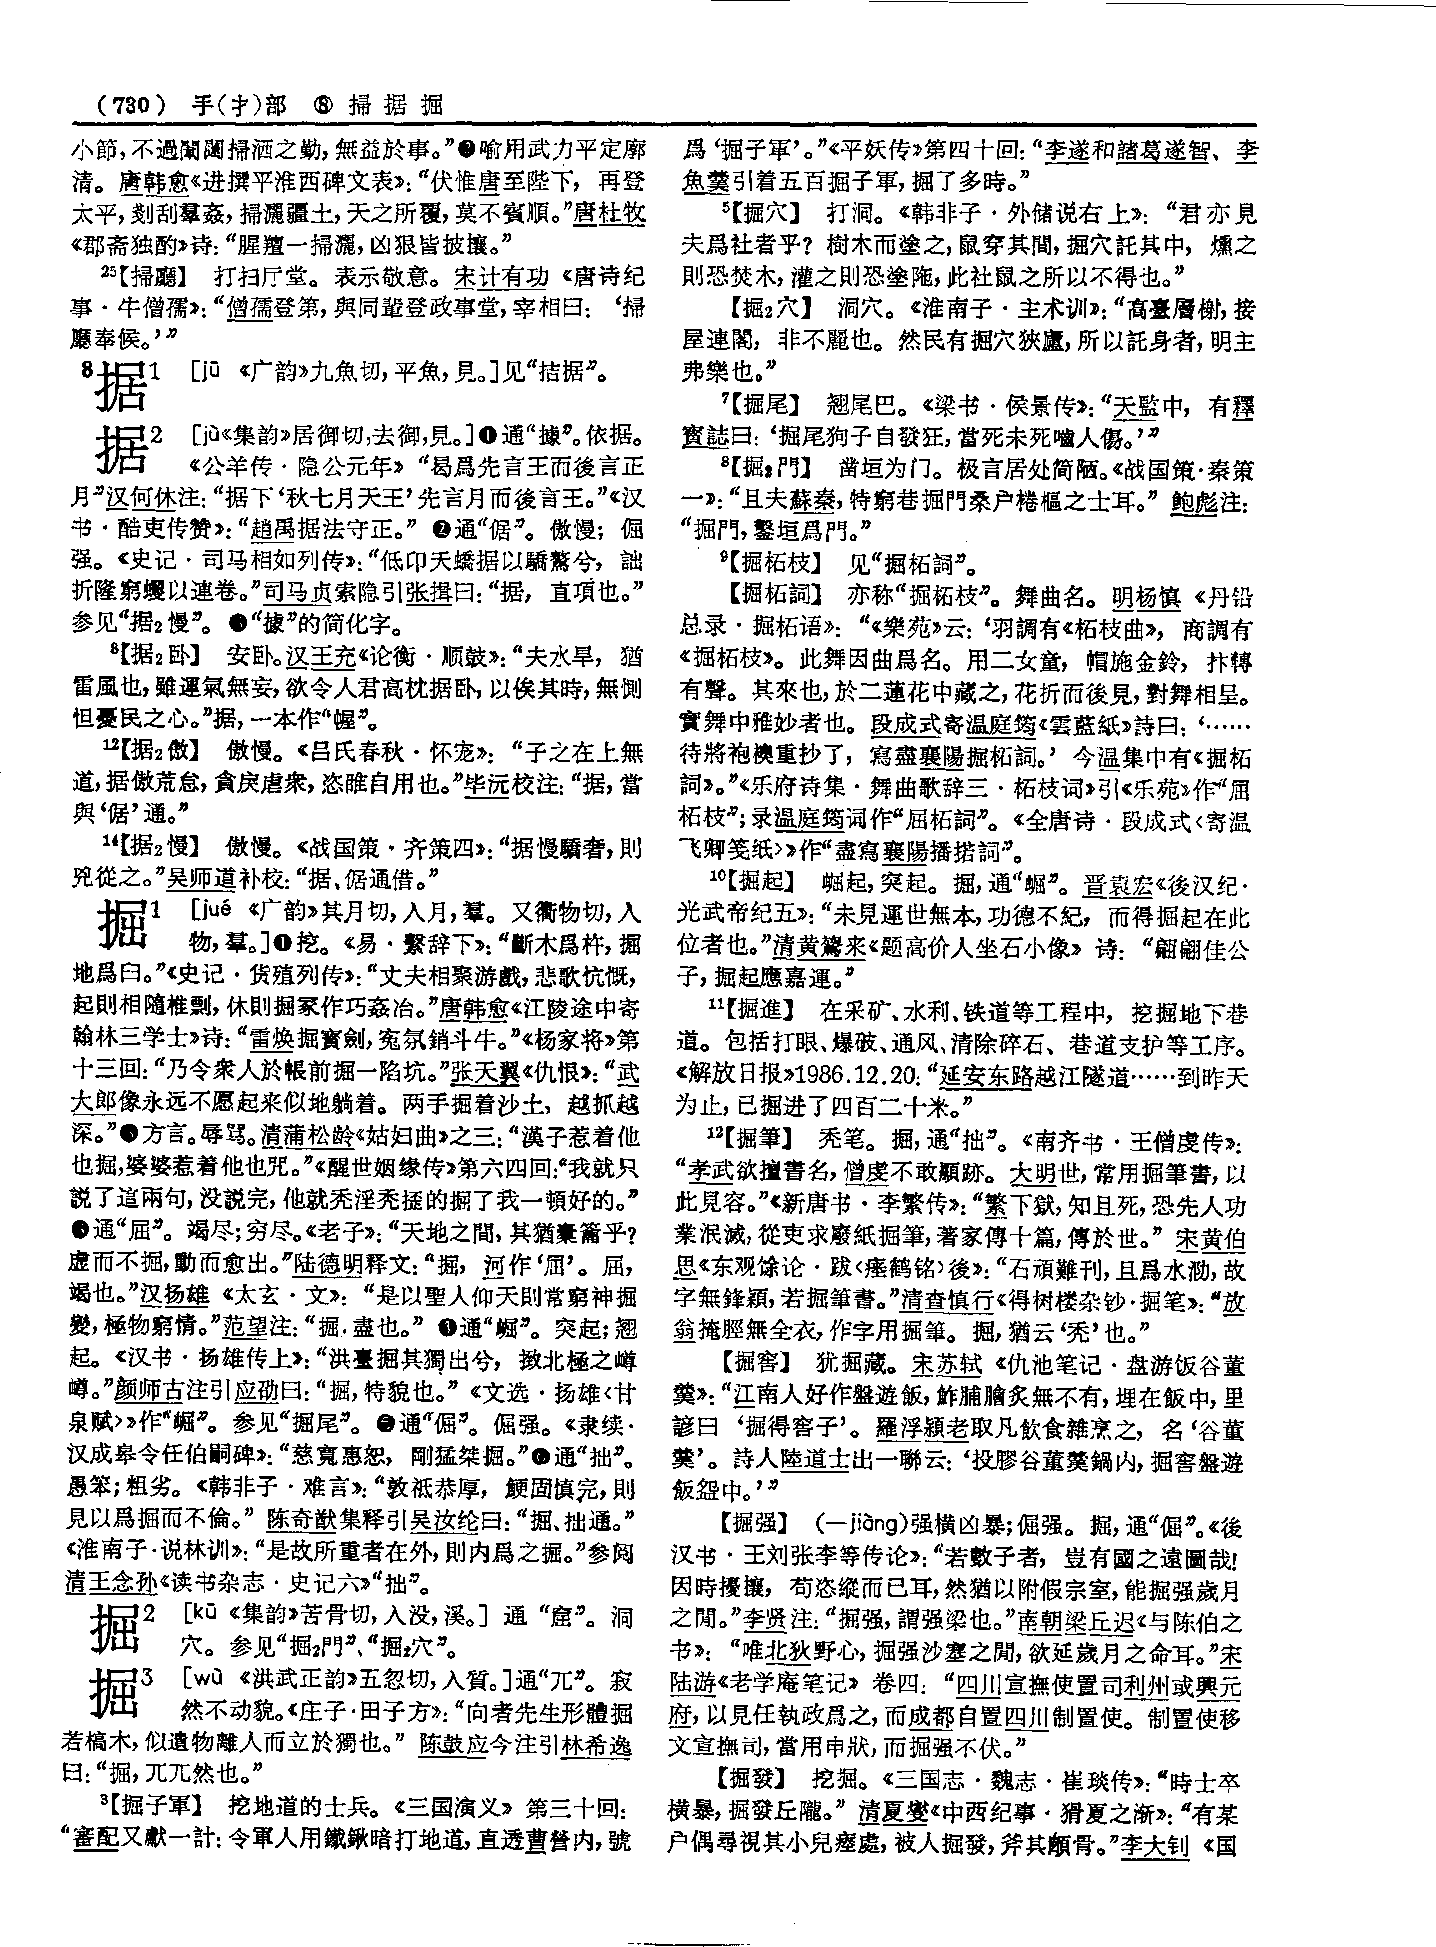 (730) 手(扌)部 ⑧ 掃 据 掘
小節,不過闈闥掃洒之勤,無益於事。”❷喻用武力平定廓
清。唐韩愈《进撰平淮西碑文表》:“伏惟唐至陛下, 再登
太平,剗刮羣姦,掃灑疆土,天之所覆,莫不賓順。”唐杜牧
《郡斋独酌》诗:“腥羶一掃灑,凶狠皆披攘。”
25【掃廳】 打扫厅堂。表示敬意。宋计有功《唐诗纪
事·牛僧孺》:“僧孺登第,與同輩登政事堂,宰相曰: ‘掃
廳奉候。’”
8据1 [jū 《广韵》九魚切,平魚,見。]见“拮据”。
据2 [jù《集韵》居御切,去御,見。]❶通“據”。依据。
《公羊传·隐公元年》 “曷爲先言王而後言正
月”汉何休注:“据下‘秋七月天王’先言月而後言王。”《汉
书·酷吏传赞》:“趙禹据法守正。” ❷通“倨”。傲慢; 倔
强。《史记·司马相如列传》:“低卬夭蟜据以驕驁兮, 詘
折隆窮蠼以連卷。”司马贞索隐引张揖曰:“据, 直項也。”
参见“据2慢”。 ❸“據”的简化字。
8【据2卧】 安卧。汉王充《论衡·顺鼓》:“夫水旱, 猶
雷風也,雖運氣無妄,欲令人君高枕据卧,以俟其時,無惻
怛憂民之心。”据,一本作“幄”。
12【据2傲】 傲慢。《吕氏春秋·怀宠》: “子之在上無
道,据傲荒怠,貪戾虐衆,恣睢自用也。”毕沅校注:“据,當
與‘倨’通。”
14【据2慢】 傲慢。《战国策·齐策四》:“据慢驕奢,則
兇從之。”吴师道补校:“据、倨通借。”
掘1 [jué 《广韵》其月切,入月,羣。又衢物切,入
物,羣。]❶挖。《易·繫辞下》:“斷木爲杵,掘
地爲臼。”《史记·货殖列传》:“丈夫相聚游戲,悲歌忼慨,
起則相隨椎剽,休則掘冢作巧姦冶。”唐韩愈《江陵途中寄
翰林三学士》诗:“雷焕掘寳劍,寃氛銷斗牛。”《杨家将》第
十三回:“乃令衆人於帳前掘一陷坑。”张天翼《仇恨》:“武
大郎像永远不愿起来似地躺着。两手掘着沙土, 越抓越
深。”❷方言。辱骂。清蒲松龄《姑妇曲》之三:“漢子惹着他
也掘,婆婆惹着他也咒。”《醒世姻缘传》第六四回:“我就只
説了這兩句,没説完,他就秃淫秃𢱢的掘了我一頓好的。”
❸通“屈”。竭尽;穷尽。《老子》:“天地之間,其猶橐籥乎?
虚而不掘,動而愈出。”陆德明释文:“掘, 河作‘屈’。屈,
竭也。”汉扬雄 《太玄·文》: “是以聖人仰天則常窮神掘
變,極物窮情。”范望注:“掘,盡也。” ❹通“崛”。突起;翘
起。《汉书·扬雄传上》:“洪臺掘其獨出兮, 㨖北極之嶟
嶟。”颜师古注引应劭曰:“掘,特貌也。” 《文选·扬雄〈甘
泉赋〉》作“崛”。参见“掘尾”。❺通“倔”。倔强。《隶续·
汉成皋令任伯嗣碑》:“慈寬惠恕, 剛猛桀掘。”❻通“拙”。
愚笨;粗劣。《韩非子·难言》:“敦祗恭厚, 鯁固慎完,則
見以爲掘而不倫。” 陈奇猷集释引吴汝纶曰:“掘、拙通。”
《淮南子·说林训》:“是故所重者在外,則内爲之掘。”参阅
清王念孙《读书杂志·史记六》“拙”。
掘2 [kū 《集韵》苦骨切,入没,溪。] 通“窟”。洞
穴。参见“掘2門”、“掘2穴”。
掘3 [wù 《洪武正韵》五忽切,入質。]通“兀”。寂
然不动貌。《庄子·田子方》:“向者先生形體掘
若槁木,似遺物離人而立於獨也。” 陈鼓应今注引林希逸
曰:“掘,兀兀然也。”
3【掘子軍】 挖地道的士兵。《三国演义》第三十回:
“審配又獻一計:令軍人用鐵鍬暗打地道,直透曹營内,號
爲‘掘子軍’。”《平妖传》第四十回:“李遂和諸葛遂智、李
魚羹引着五百掘子軍,掘了多時。”
5【掘穴】 打洞。《韩非子·外储说右上》: “君亦見
夫爲社者乎? 樹木而塗之,鼠穿其間,掘穴託其中, 燻之
則恐焚木,灌之則恐塗阤,此社鼠之所以不得也。”
【掘2穴】 洞穴。《淮南子·主术训》:“高臺層榭,接
屋連閣, 非不麗也。然民有掘穴狹廬,所以託身者,明主
弗樂也。”
7【掘尾】 翘尾巴。《梁书·侯景传》:“天監中, 有釋
寳誌曰:‘掘尾狗子自發狂,當死未死嚙人傷。’”
8【掘2門】 凿垣为门。极言居处简陋。《战国策·秦策
一》:“且夫蘇秦,特窮巷掘門桑户棬樞之士耳。” 鲍彪注:
“掘門,鑿垣爲門。”
9【掘柘枝】 见“掘柘詞”。
【掘柘詞】 亦称“掘柘枝”。舞曲名。明杨慎 《丹铅
总录·掘柘语》: “《樂苑》云:‘羽調有《柘枝曲》, 商調有
《掘柘枝》。此舞因曲爲名。用二女童, 帽施金鈴, 抃轉
有聲。其來也,於二蓮花中藏之,花折而後見,對舞相呈。
實舞中雅妙者也。段成式寄温庭筠《雲藍紙》詩曰:‘……
待將袍襖重抄了, 寫盡襄陽掘柘詞。’ 今温集中有《掘柘
詞》。”《乐府诗集·舞曲歌辞三·柘枝词》引《乐苑》作“屈
柘枝”;录温庭筠词作“屈柘詞”。《全唐诗·段成式〈寄温
飞卿笺纸〉》作“盡寫襄陽播掿詞”。
10【掘起】 崛起,突起。掘,通“崛”。晋袁宏《後汉纪·
光武帝纪五》:“未見運世無本,功德不紀, 而得掘起在此
位者也。”清黄鷟来《题高价人坐石小像》 诗: “翩翩佳公
子,掘起應嘉運。”
11【掘進】 在采矿、水利、铁道等工程中, 挖掘地下巷
道。包括打眼、爆破、通风、清除碎石、巷道支护等工序。
《解放日报》1986.12.20:“延安东路越江隧道……到昨天
为止,已掘进了四百二十米。”
12【掘筆】 秃笔。掘,通“拙”。《南齐书·王僧虔传》:
“孝武欲擅書名,僧虔不敢顯跡。大明世,常用掘筆書,以
此見容。”《新唐书·李繁传》:“繁下獄,知且死,恐先人功
業泯滅,從吏求廢紙掘筆,著家傳十篇,傳於世。” 宋黄伯
思《东观馀论·跋〈瘗鹤铭〉後》:“石頑難刊,且爲水泐,故
字無鋒穎,若掘筆書。”清查慎行《得树楼杂钞·掘笔》:“放
翁掩脛無全衣,作字用掘筆。掘,猶云‘秃’也。”
【掘窖】 犹掘藏。宋苏轼 《仇池笔记·盘游饭谷董
羹》:“江南人好作盤遊飯,鮓脯膾炙無不有,埋在飯中,里
諺曰 ‘掘得窖子’。羅浮穎老取凡飲食雜烹之, 名‘谷董
羹’。詩人陸道士出一聯云:‘投膠谷董羹鍋内,掘窖盤遊
飯盌中。’”
【掘强】 (—jiàng)强横凶暴;倔强。掘,通“倔”。《後
汉书·王刘张李等传论》:“若數子者, 豈有國之遠圖哉!
因時擾攘, 苟恣縱而已耳,然猶以附假宗室,能掘强歲月
之閒。”李贤注:“掘强,謂强梁也。”南朝梁丘迟《与陈伯之
书》: “唯北狄野心,掘强沙塞之閒,欲延歲月之命耳。”宋
陆游《老学庵笔记》 卷四: “四川宣撫使置司利州或興元
府,以見任執政爲之,而成都自置四川制置使。制置使移
文宣撫司,當用申狀,而掘强不伏。”
【掘發】 挖掘。《三国志·魏志·崔琰传》:“時士卒
横暴,掘發丘隴。” 清夏燮《中西纪事·猾夏之渐》:“有某
户偶尋視其小兒瘞處,被人掘發,斧其顱骨。”李大钊 《国